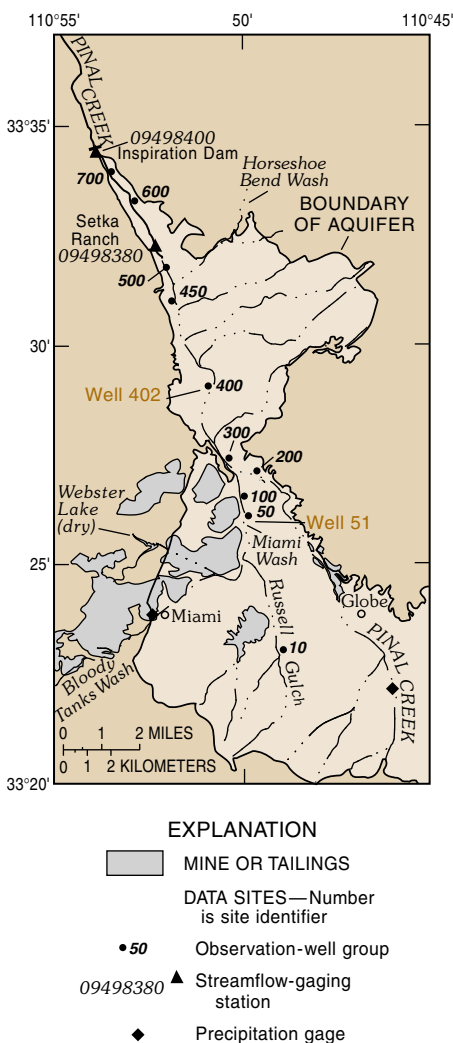 110°55'
50'
110°45'
PINAL
CREEK
33°35'
09498400
Inspiration Dam
Horseshoe
Bend Wash
700
600
BOUNDARY
OF AQUIFER
Setka
Ranch
09498380
500
450
30'
Well 402
400
300
200
Webster
Lake
(dry)
100
50
Well 51
Miami
Wash
25'
Globe
Miami
Russell
Gulch
PINAL
CREEK
10
Bloody
Tanks Wash
0 1 2 MILES
0 1 2 KILOMETERS
33°20'
EXPLANATION
MINE OR TAILINGS
DATA SITES—Number
is site identifier
50 Observation-well group
09498380 Streamflow-gaging
station
Precipitation gage